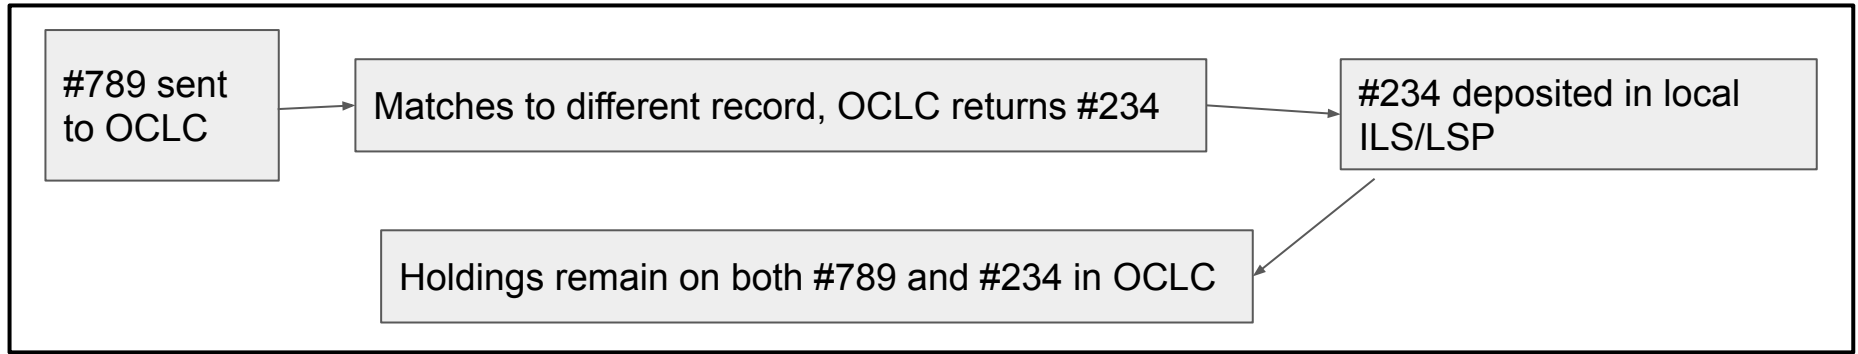 #789 sent
to OCLC
Matches to different record, OCLC returns #234
#234 deposited in local
ILS/LSP
Holdings remain on both #789 and #234 in OCLC